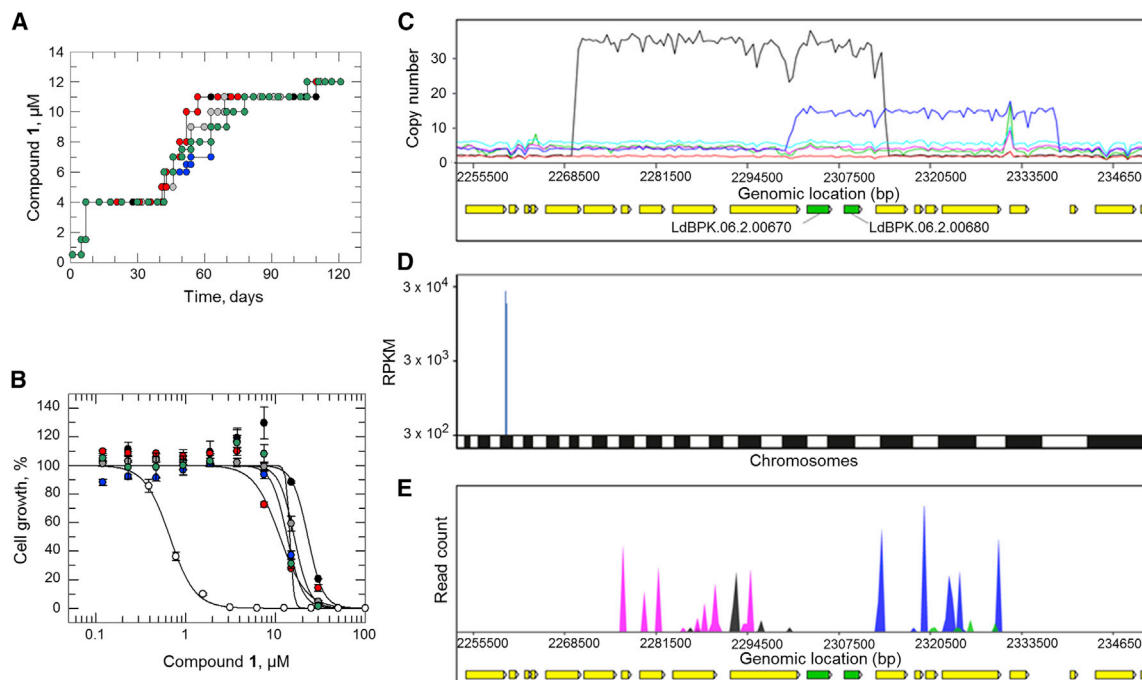 A
14
12
10
8
6
4
2
0
Compound 1, µM
0 30 60 90 120
Time, days
B
140
120
100
80
60
40
20
0
Cell growth, %
0.1 1 10 100
Compound 1, µM
C
30
20
10
0
Copy number
2255500 2268500 2281500 2294500 2307500 2320500 2333500 234650
Genomic location (bp)
LdBPK.06.2.00670 LdBPK.06.2.00680
D
3 x 10⁴
3 x 10³
3 x 10²
RPKM
Chromosomes
E
Read count
2255500 2268500 2281500 2294500 2307500 2320500 2333500 234650
Genomic location (bp)